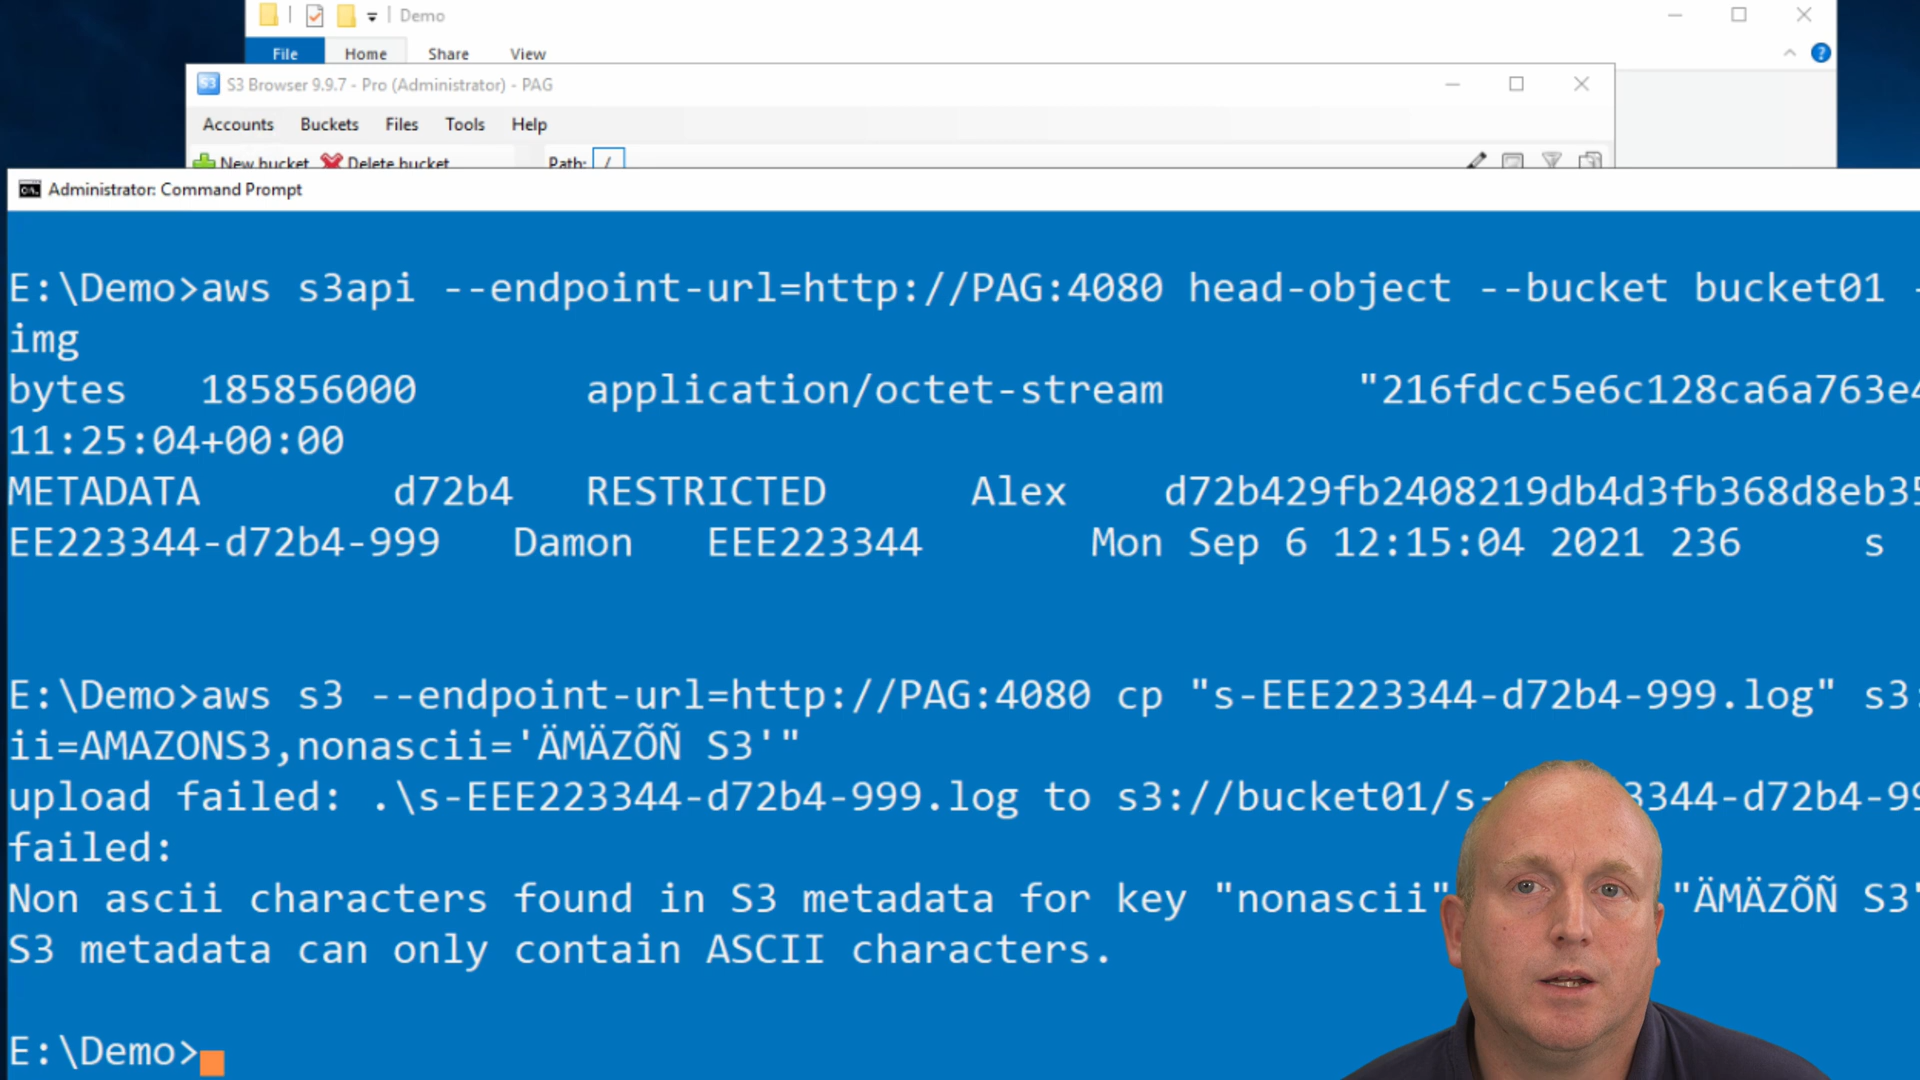 Demo
File Home Share View
S3 Browser 9.9.7 - Pro (Administrator) - PAG
Accounts Buckets Files Tools Help
New bucket Delete bucket Path: /
Administrator: Command Prompt
E:\Demo>aws s3api --endpoint-url=http://PAG:4080 head-object --bucket bucket01 -
img
bytes 185856000 application/octet-stream "216fdcc5e6c128ca6a763e4
11:25:04+00:00
METADATA d72b4 RESTRICTED Alex d72b429fb2408219db4d3fb368d8eb35
EE223344-d72b4-999 Damon EEE223344 Mon Sep 6 12:15:04 2021 236 s
E:\Demo>aws s3 --endpoint-url=http://PAG:4080 cp "s-EEE223344-d72b4-999.log" s3:
ii=AMAZONS3,nonascii='ÄMÄZÕÑ S3'"
upload failed: .\s-EEE223344-d72b4-999.log to s3://bucket01/s- 3344-d72b4-99
failed:
Non ascii characters found in S3 metadata for key "nonascii" "ÄMÄZÕÑ S3'
S3 metadata can only contain ASCII characters.
E:\Demo>